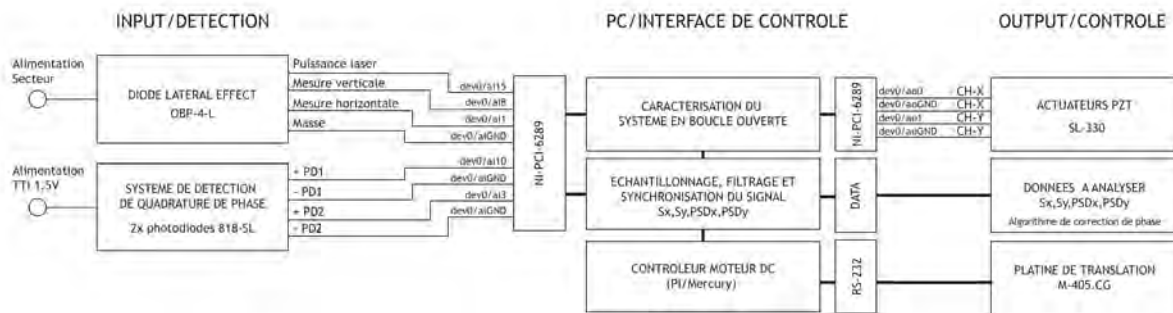 INPUT/DETECTION
PC/INTERFACE DE CONTROLE
OUTPUT/CONTROLE
Alimentation
Secteur
DIODE LATERAL EFFECT
OBP-4-L
Puissance laser
Mesure verticale
Mesure horizontale
Masse
dev0/ai15
dev0/ai8
dev0/ai1
dev0/aiGND
Alimentation
TTI 1,5V
SYSTEME DE DETECTION
DE QUADRATURE DE PHASE
2x photodiodes 818-SL
+ PD1
- PD1
+ PD2
- PD2
dev0/ai10
dev0/aiGND
dev0/ai3
dev0/aiGND
NI-PCI-6289
CARACTERISATION DU
SYSTEME EN BOUCLE OUVERTE
ECHANTILLONNAGE, FILTRAGE ET
SYNCHRONISATION DU SIGNAL
Sx,Sy,PSDx,PSDy
CONTROLEUR MOTEUR DC
(PI/Mercury)
NI-PCI-6289
DATA
RS-232
dev0/ao0 - CH-X
dev0/aoGND - CH-X
dev0/ao1 - CH-Y
dev0/aoGND - CH-Y
ACTUATEURS PZT
SL-330
DONNEES A ANALYSER
Sx,Sy,PSDx,PSDy
Algorithme de correction de phase
PLATINE DE TRANSLATION
M-405.CG